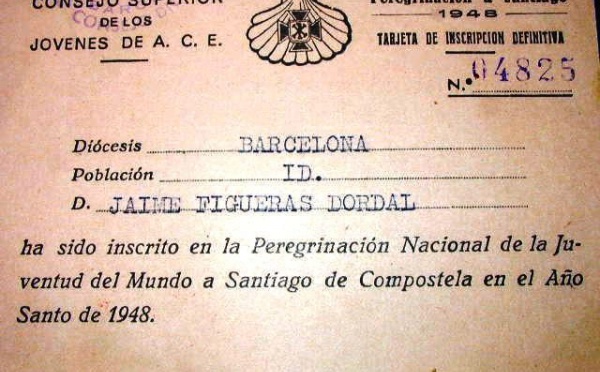 CONSEJO SUPERIOR
DE LOS
JOVENES DE A. C. E.
Peregrinación a Santiago
1948
TARJETA DE INSCRIPCION DEFINITIVA
N.º 04825
Diócesis BARCELONA
Población ID.
D. JAIME FIGUERAS DORDAL
ha sido inscrito en la Peregrinación Nacional de la Ju-
ventud del Mundo a Santiago de Compostela en el Año
Santo de 1948.